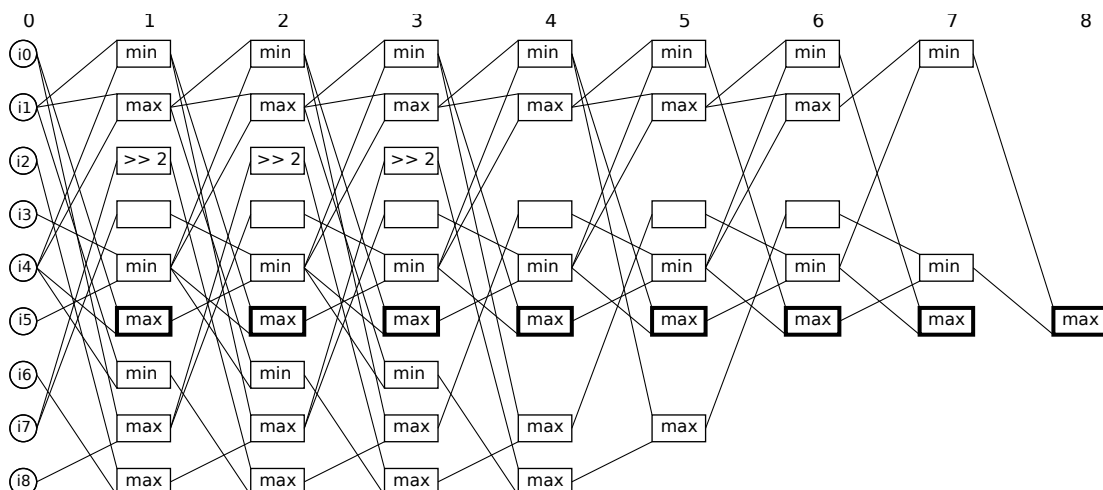 0 1 2 3 4 5 6 7 8
i0 min min min min min min min
i1 max max max max max max
i2 >> 2 >> 2 >> 2
i3
i4 min min min min min min min
i5 max max max max max max max max
i6 min min min
i7 max max max max max
i8 max max max max